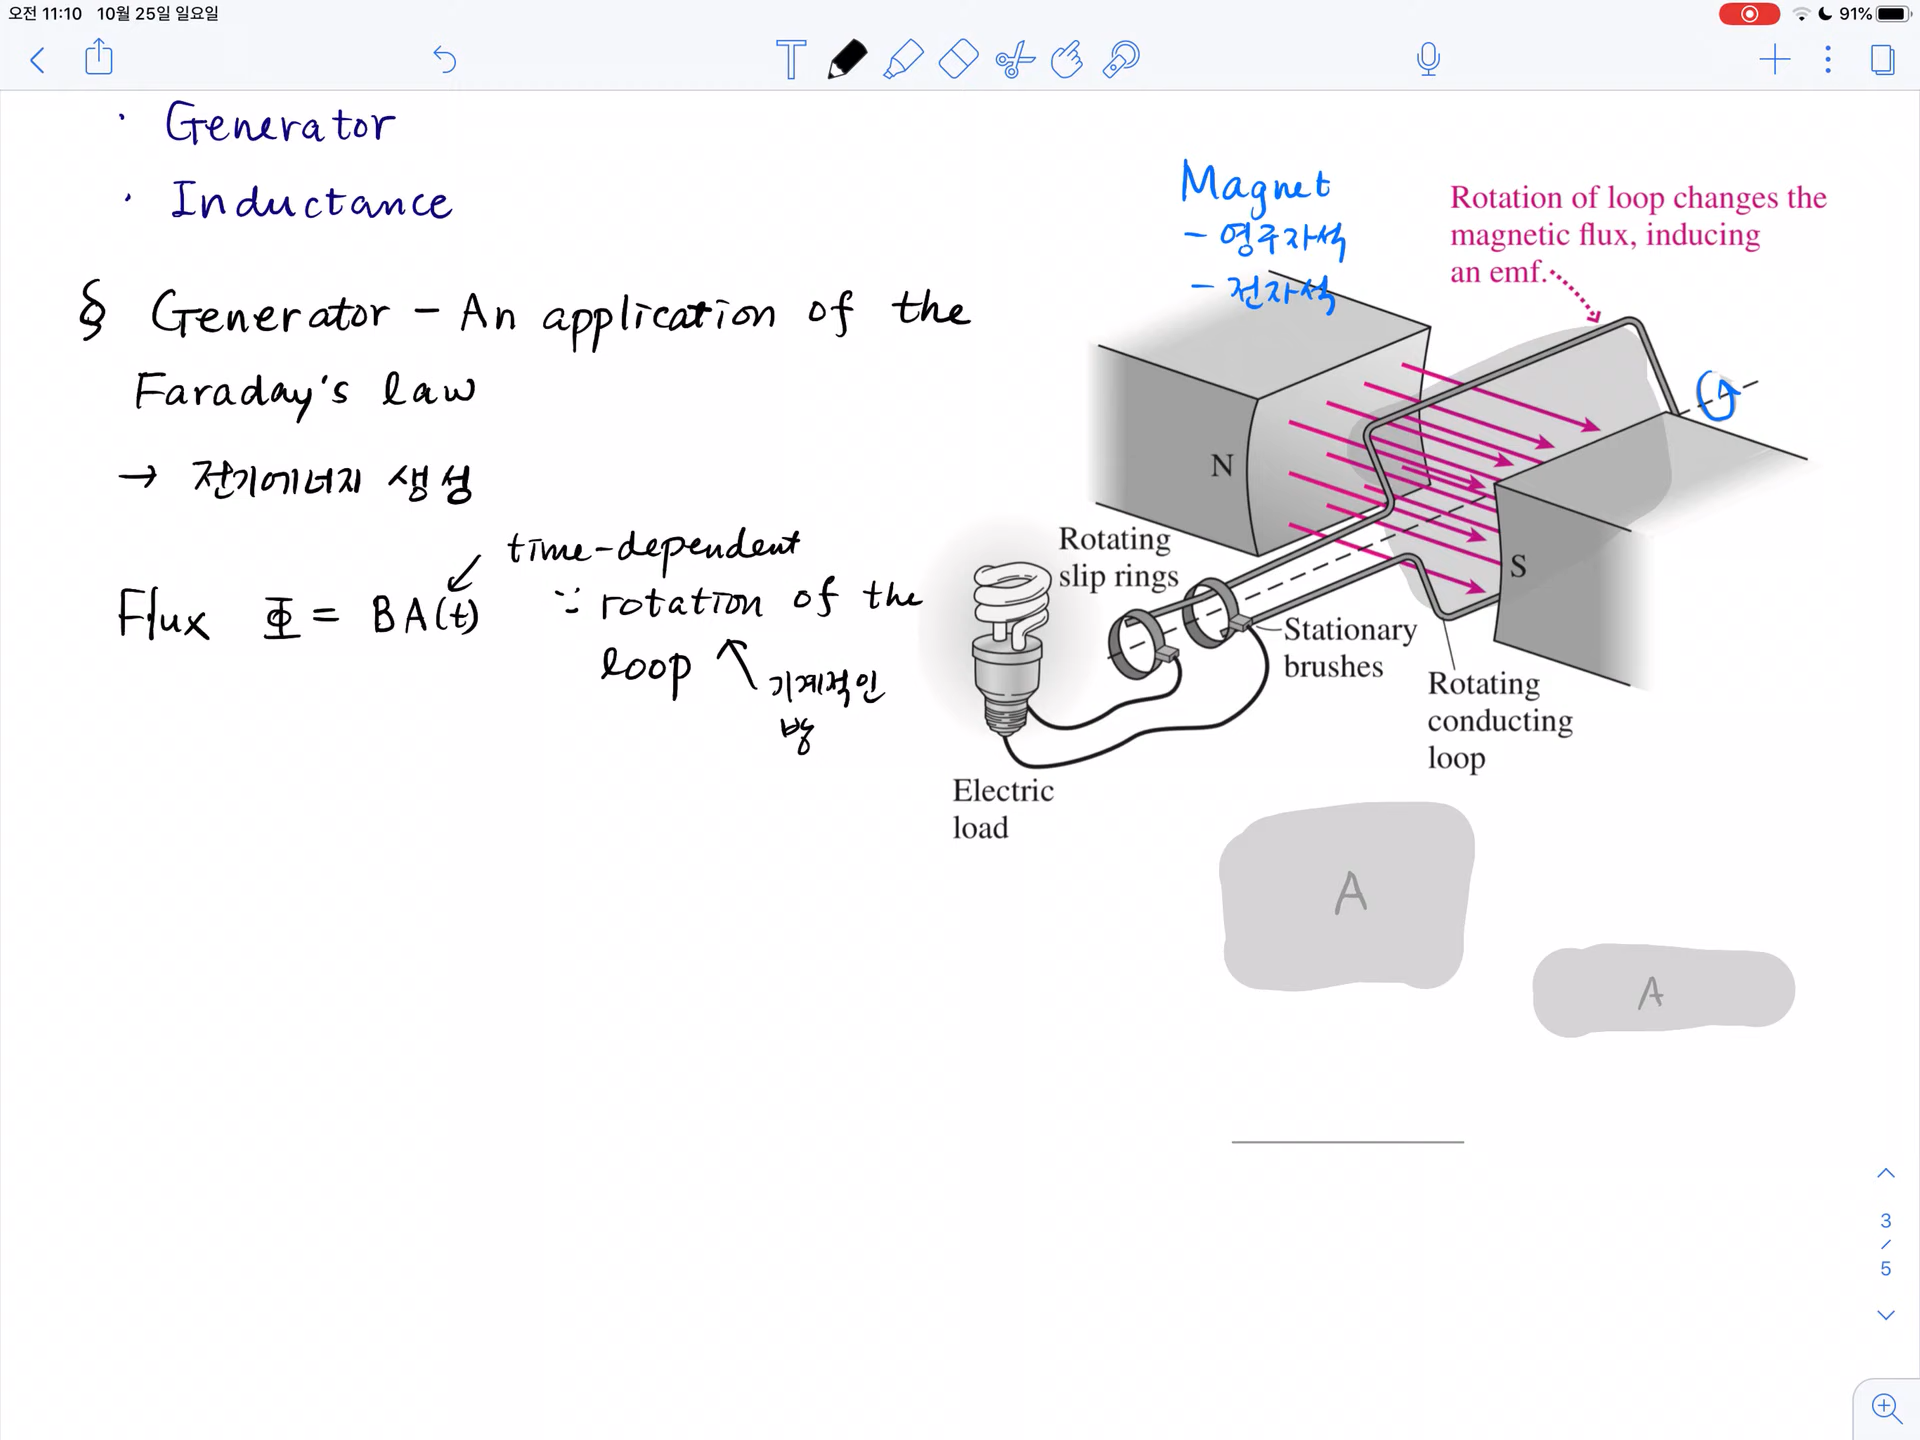 오전 11:10 10월 25일 일요일
91%
· Generator
· Inductance
§ Generator - An application of the
Faraday's law
→ 전기에너지 생성
time-dependent
Flux Φ = BA(t) ∵ rotation of the
loop
기계적인
Magnet
- 영구자석
- 전자석
Rotation of loop changes the
magnetic flux, inducing
an emf.
N
S
Rotating
slip rings
Stationary
brushes
Rotating
conducting
loop
Electric
load
A
A
3
/
5